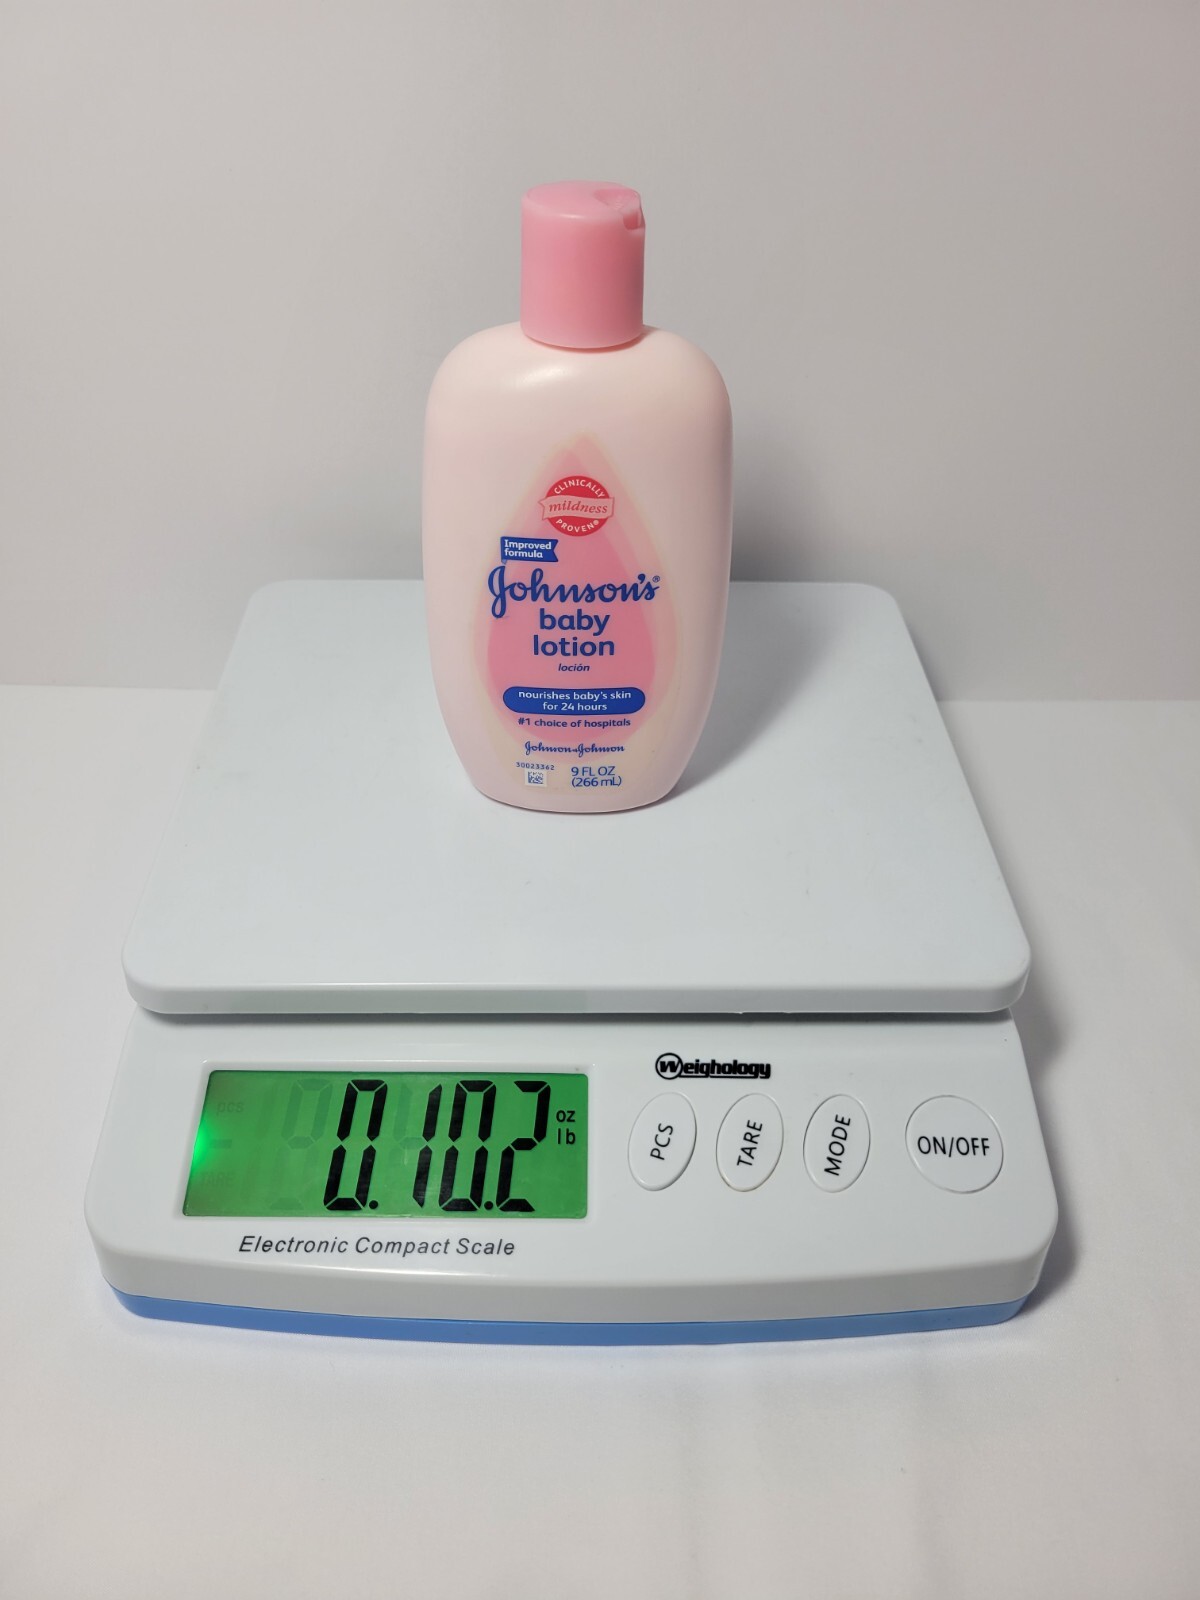 CLINICALLY
mildness
PROVEN®
Improved
formula
Johnson's®
baby
lotion
loción
nourishes baby's skin
for 24 hours
#1 choice of hospitals
Johnson&Johnson
30023362
9 FL OZ
(266 mL)
Weighology
pcs
0.10.2 oz
lb
PCS
TARE
MODE
ON/OFF
Electronic Compact Scale